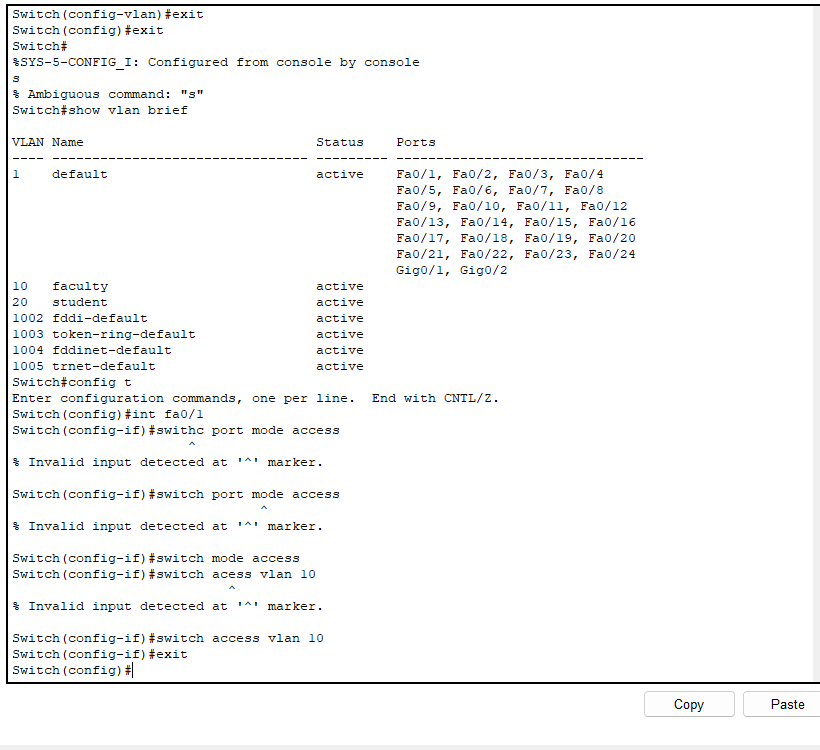 Switch(config-vlan)#exit
Switch(config)#exit
Switch#
%SYS-5-CONFIG_I: Configured from console by console
s
% Ambiguous command: "s"
Switch#show vlan brief
VLAN Name                             Status    Ports
---- -------------------------------- --------- -------------------------------
1    default                          active    Fa0/1, Fa0/2, Fa0/3, Fa0/4
                                                Fa0/5, Fa0/6, Fa0/7, Fa0/8
                                                Fa0/9, Fa0/10, Fa0/11, Fa0/12
                                                Fa0/13, Fa0/14, Fa0/15, Fa0/16
                                                Fa0/17, Fa0/18, Fa0/19, Fa0/20
                                                Fa0/21, Fa0/22, Fa0/23, Fa0/24
                                                Gig0/1, Gig0/2
10   faculty                          active
20   student                          active
1002 fddi-default                     active
1003 token-ring-default               active
1004 fddinet-default                  active
1005 trnet-default                    active
Switch#config t
Enter configuration commands, one per line.  End with CNTL/Z.
Switch(config)#int fa0/1
Switch(config-if)#swithc port mode access
                      ^
% Invalid input detected at '^' marker.
Switch(config-if)#switch port mode access
                               ^
% Invalid input detected at '^' marker.
Switch(config-if)#switch mode access
Switch(config-if)#switch acess vlan 10
                           ^
% Invalid input detected at '^' marker.
Switch(config-if)#switch access vlan 10
Switch(config-if)#exit
Switch(config)#
Copy Paste